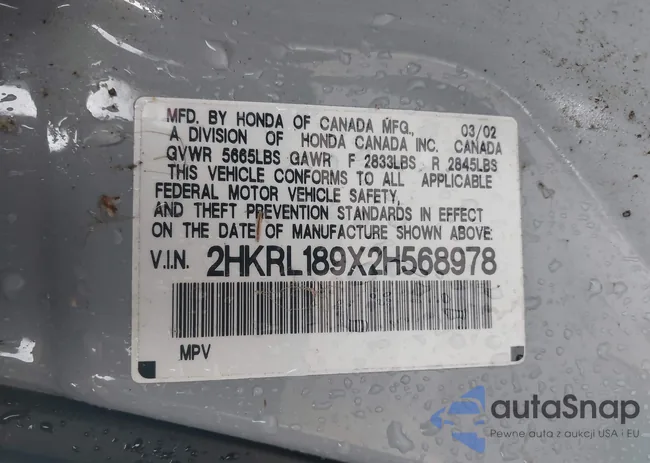 MFD. BY HONDA OF CANADA MFG., 03/02
A DIVISION OF HONDA CANADA INC. CANADA
GVWR 5665LBS GAWR F 2833LBS R 2845LBS
THIS VEHICLE CONFORMS TO ALL APPLICABLE
FEDERAL MOTOR VEHICLE SAFETY,
AND THEFT PREVENTION STANDARDS IN EFFECT
ON THE DATE OF MANUFACTURE SHOWN ABOVE.
V.I.N. 2HKRL189X2H568978
MPV
autaSnap
Pewne auta z aukcji USA i EU